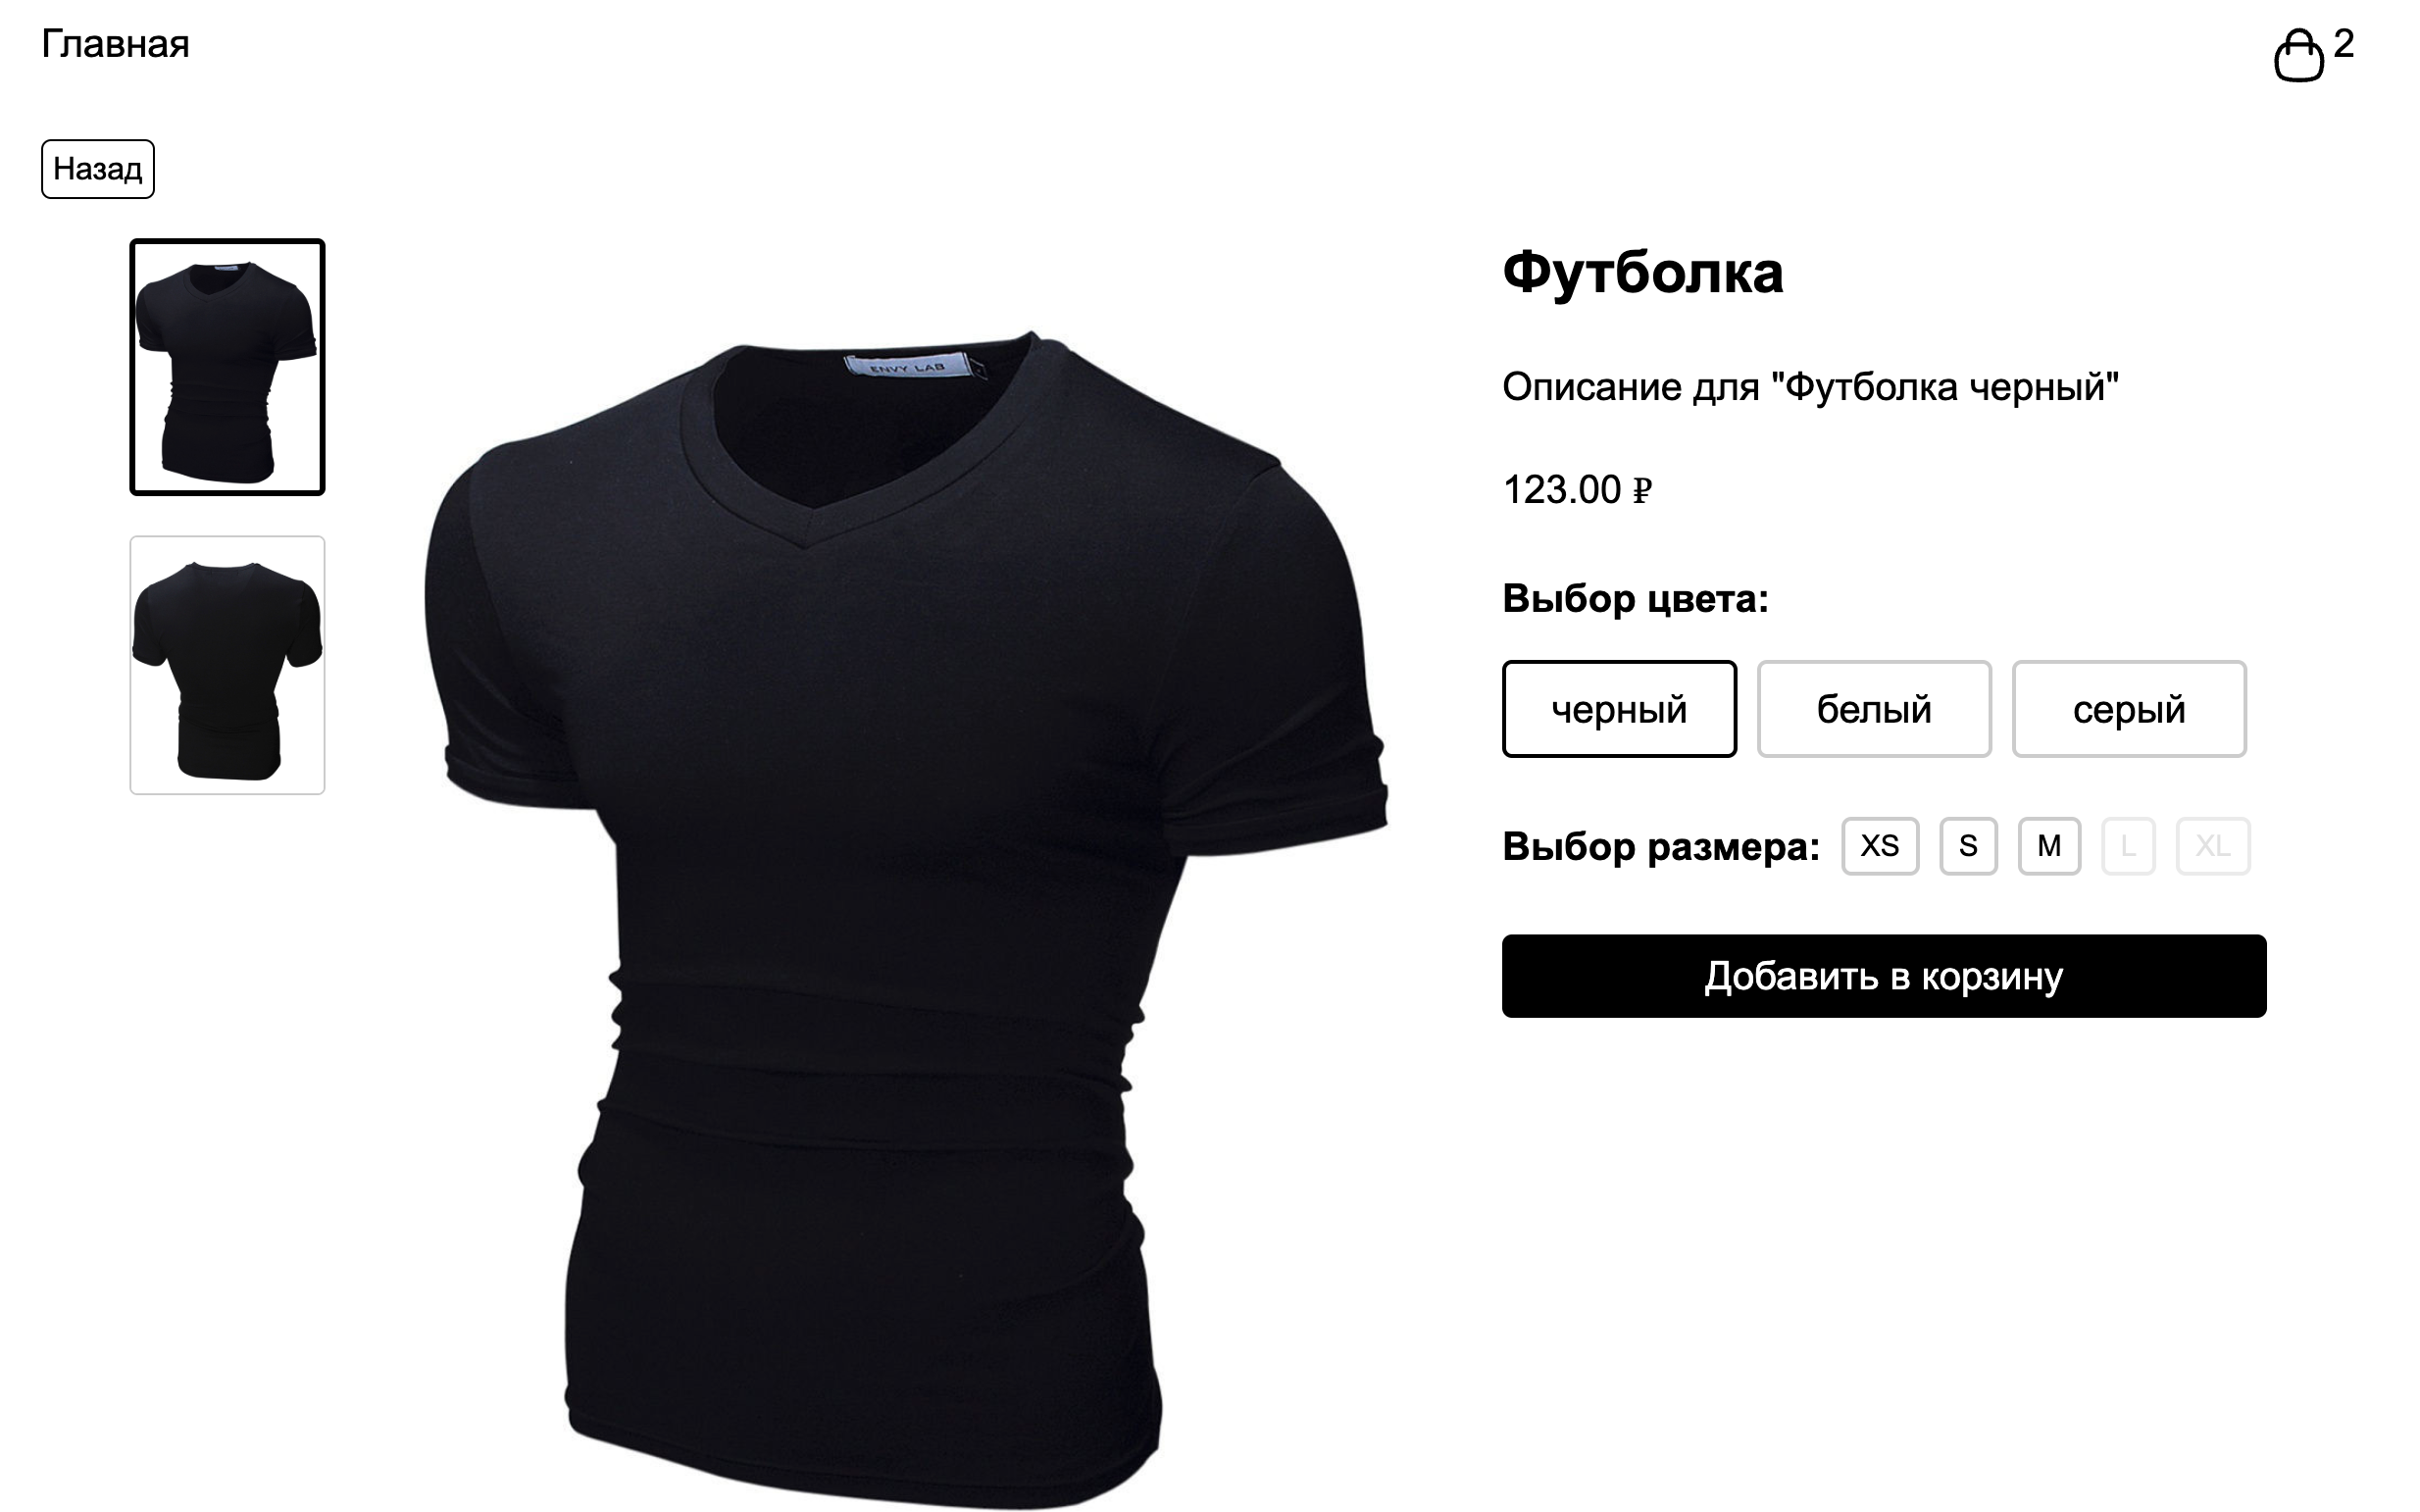 Главная
2
Назад
ENVY LAB
Футболка
Описание для "Футболка черный"
123.00 ₽
Выбор цвета:
черный белый серый
Выбор размера: XS S M L XL
Добавить в корзину